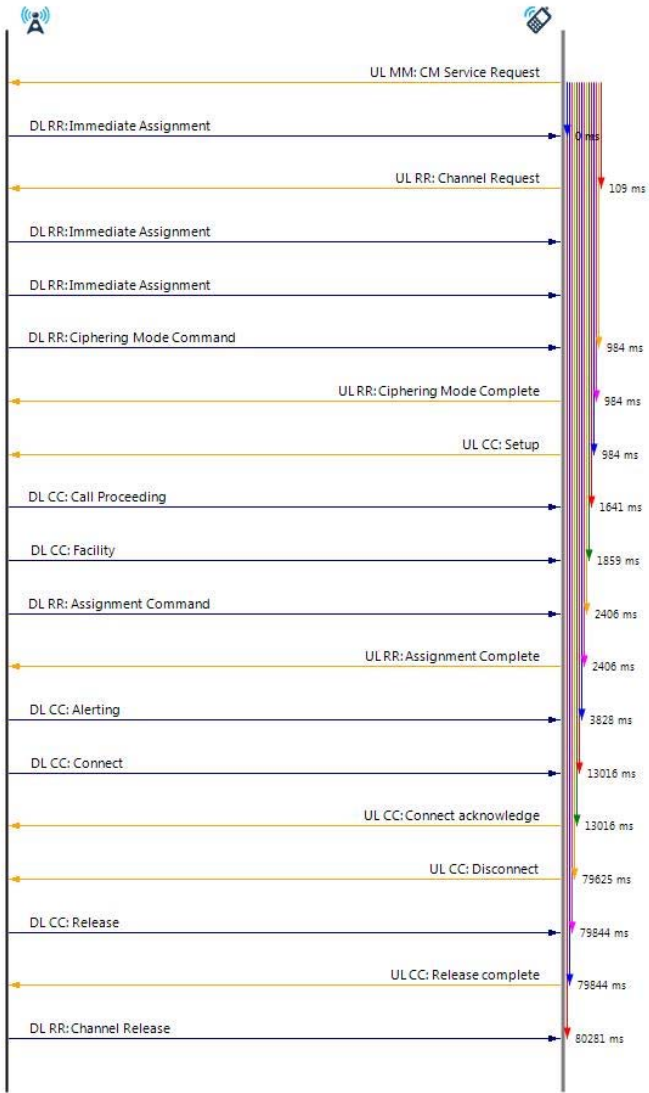 UL MM: CM Service Request
DL RR:Immediate Assignment
0 ms
UL RR: Channel Request
109 ms
DL RR:Immediate Assignment
DL RR:Immediate Assignment
DL RR:Ciphering Mode Command
984 ms
UL RR:Ciphering Mode Complete
984 ms
UL CC: Setup
984 ms
DL CC: Call Proceeding
1641 ms
DL CC: Facility
1859 ms
DL RR: Assignment Command
2406 ms
UL RR:Assignment Complete
2406 ms
DL CC: Alerting
3828 ms
DL CC: Connect
13016 ms
UL CC:Connect acknowledge
13016 ms
UL CC: Disconnect
79625 ms
DL CC: Release
79844 ms
UL CC: Release complete
79844 ms
DL RR:Channel Release
80281 ms